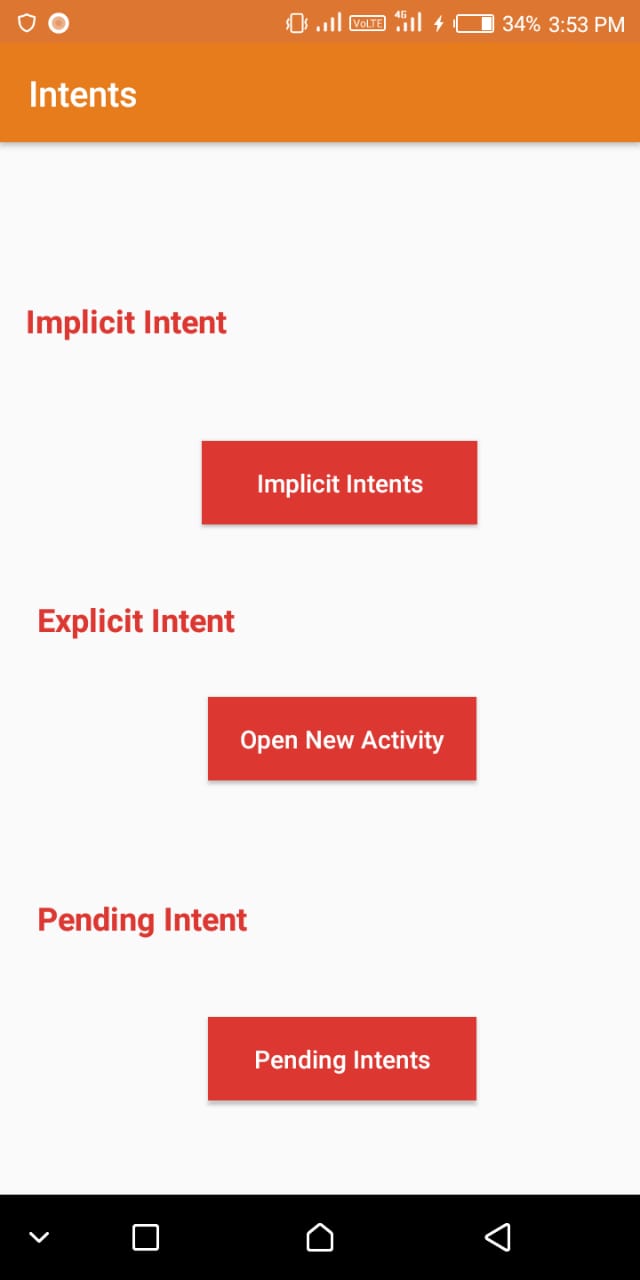 VoLTE 4G 34% 3:53 PM
Intents
Implicit Intent
Implicit Intents
Explicit Intent
Open New Activity
Pending Intent
Pending Intents